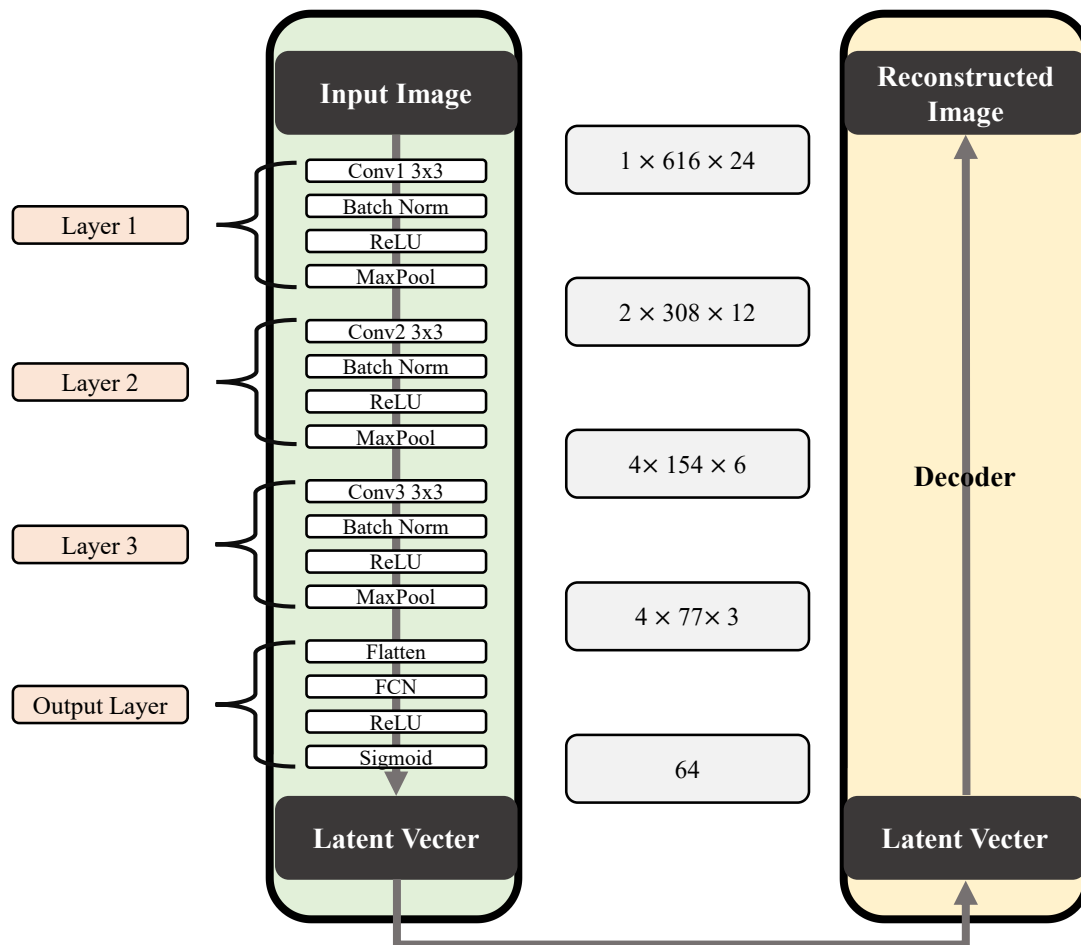 Input Image
Conv1 3x3
Batch Norm
ReLU
MaxPool
Layer 1
Conv2 3x3
Batch Norm
ReLU
MaxPool
Layer 2
Conv3 3x3
Batch Norm
ReLU
MaxPool
Layer 3
Flatten
FCN
ReLU
Sigmoid
Output Layer
Latent Vecter
1 × 616 × 24
2 × 308 × 12
4× 154 × 6
4 × 77× 3
64
Reconstructed
Image
Decoder
Latent Vecter